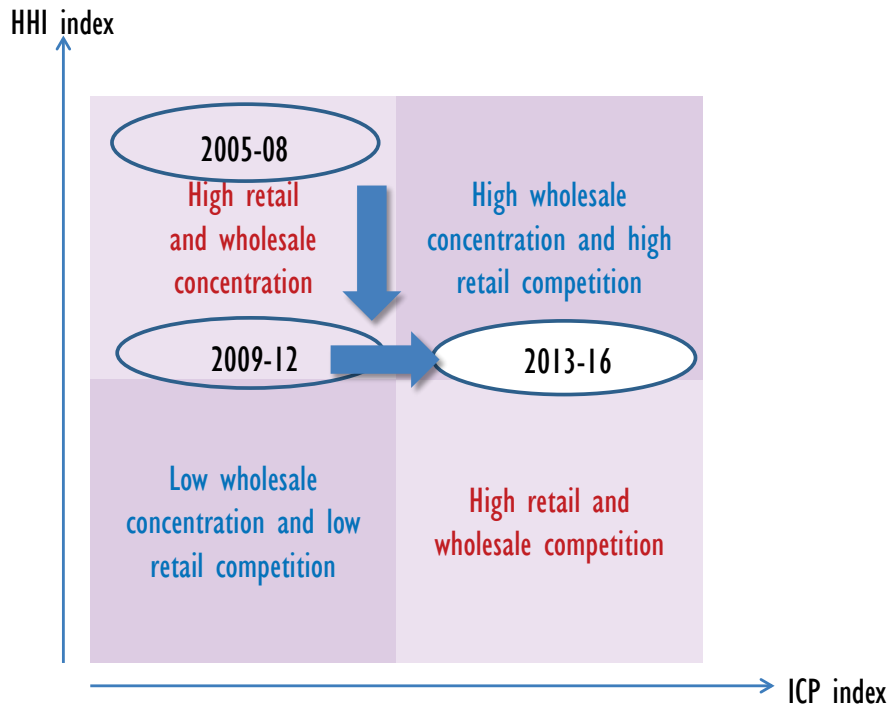 HHI index
2005-08
High retail
and wholesale
concentration
High wholesale
concentration and high
retail competition
2009-12
2013-16
Low wholesale
concentration and low
retail competition
High retail and
wholesale competition
ICP index